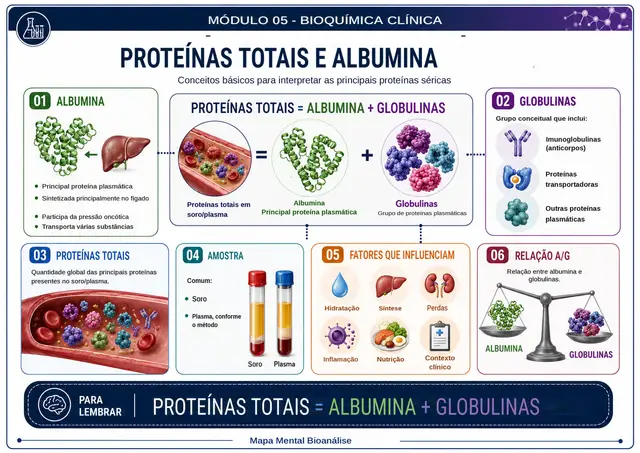 MÓDULO 05 - BIOQUÍMICA CLÍNICA
PROTEÍNAS TOTAIS E ALBUMINA
Conceitos básicos para interpretar as principais proteínas séricas
01 ALBUMINA
Principal proteína plasmática
Sintetizada principalmente no fígado
Participa da pressão oncótica
Transporta várias substâncias
PROTEÍNAS TOTAIS = ALBUMINA + GLOBULINAS
=
+
Proteínas totais em
soro/plasma
Albumina
Principal proteína plasmática
Globulinas
Grupo de proteínas plasmáticas
02 GLOBULINAS
Grupo conceitual que inclui:
Imunoglobulinas
(anticorpos)
Proteínas
transportadoras
Outras proteínas
plasmáticas
03 PROTEÍNAS TOTAIS
Quantidade global das principais proteínas
presentes no soro/plasma.
04 AMOSTRA
Comum:
Soro
Plasma, conforme
o método
Soro
Plasma
05 FATORES QUE INFLUENCIAM
Hidratação
Síntese
Perdas
Inflamação
Nutrição
Contexto
clínico
06 RELAÇÃO A/G
Relação entre albumina e
globulinas.
ALBUMINA
GLOBULINAS
PARA
LEMBRAR
PROTEÍNAS TOTAIS = ALBUMINA + GLOBULINAS
Mapa Mental Bioanálise